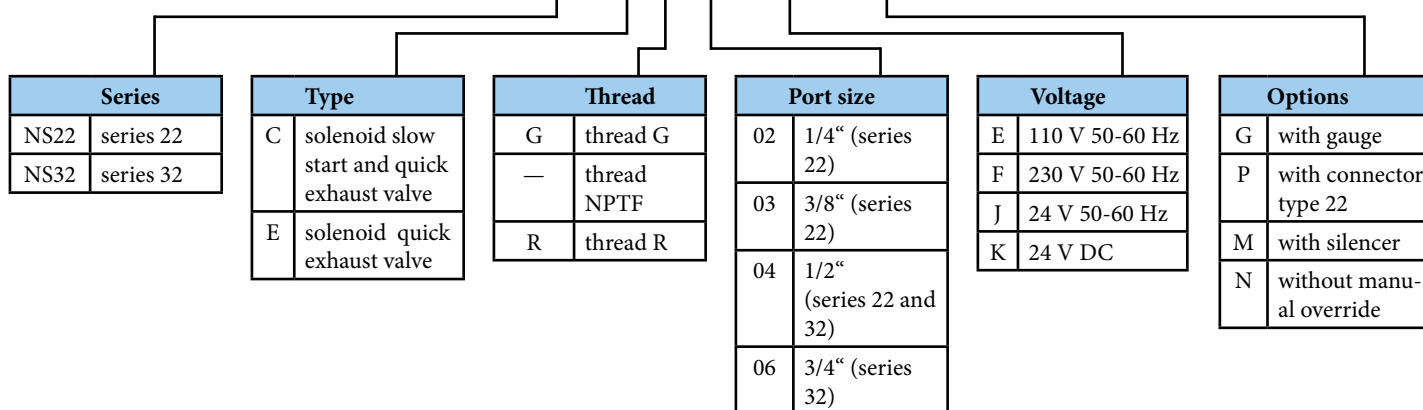 Series
NS22 series 22
NS32 series 32
Type
C solenoid slow
start and quick
exhaust valve
E solenoid quick
exhaust valve
Thread
G thread G
— thread
NPTF
R thread R
Port size
02 1/4“ (series
22)
03 3/8“ (series
22)
04 1/2“
(series 22 and
32)
06 3/4“ (series
32)
Voltage
E 110 V 50-60 Hz
F 230 V 50-60 Hz
J 24 V 50-60 Hz
K 24 V DC
Options
G with gauge
P with connector
type 22
M with silencer
N without manu-
al override